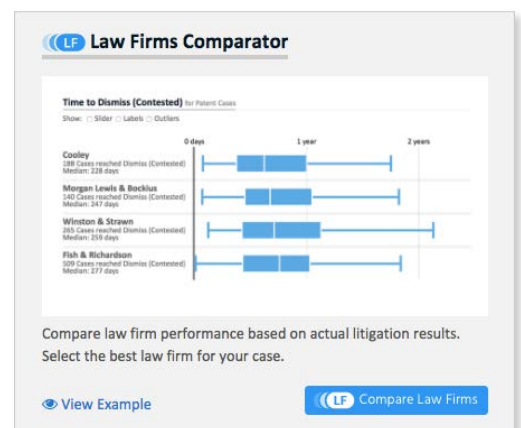 LF Law Firms Comparator
Time to Dismiss (Contested) for Patent Cases
Show: Slider Labels Outliers
0 days 1 year 2 years
Cooley
188 Cases reached Dismiss (Contested)
Median: 228 days
Morgan Lewis & Bockius
140 Cases reached Dismiss (Contested)
Median: 247 days
Winston & Strawn
265 Cases reached Dismiss (Contested)
Median: 259 days
Fish & Richardson
509 Cases reached Dismiss (Contested)
Median: 277 days
Compare law firm performance based on actual litigation results.
Select the best law firm for your case.
View Example
LF Compare Law Firms